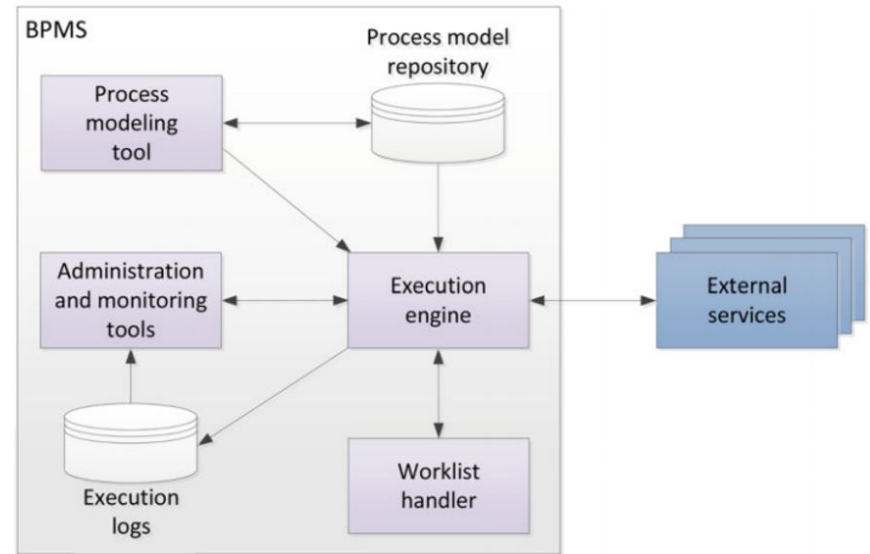 BPMS
Process model
repository
Process
modeling
tool
Administration
and monitoring
tools
Execution
engine
External
services
Execution
logs
Worklist
handler